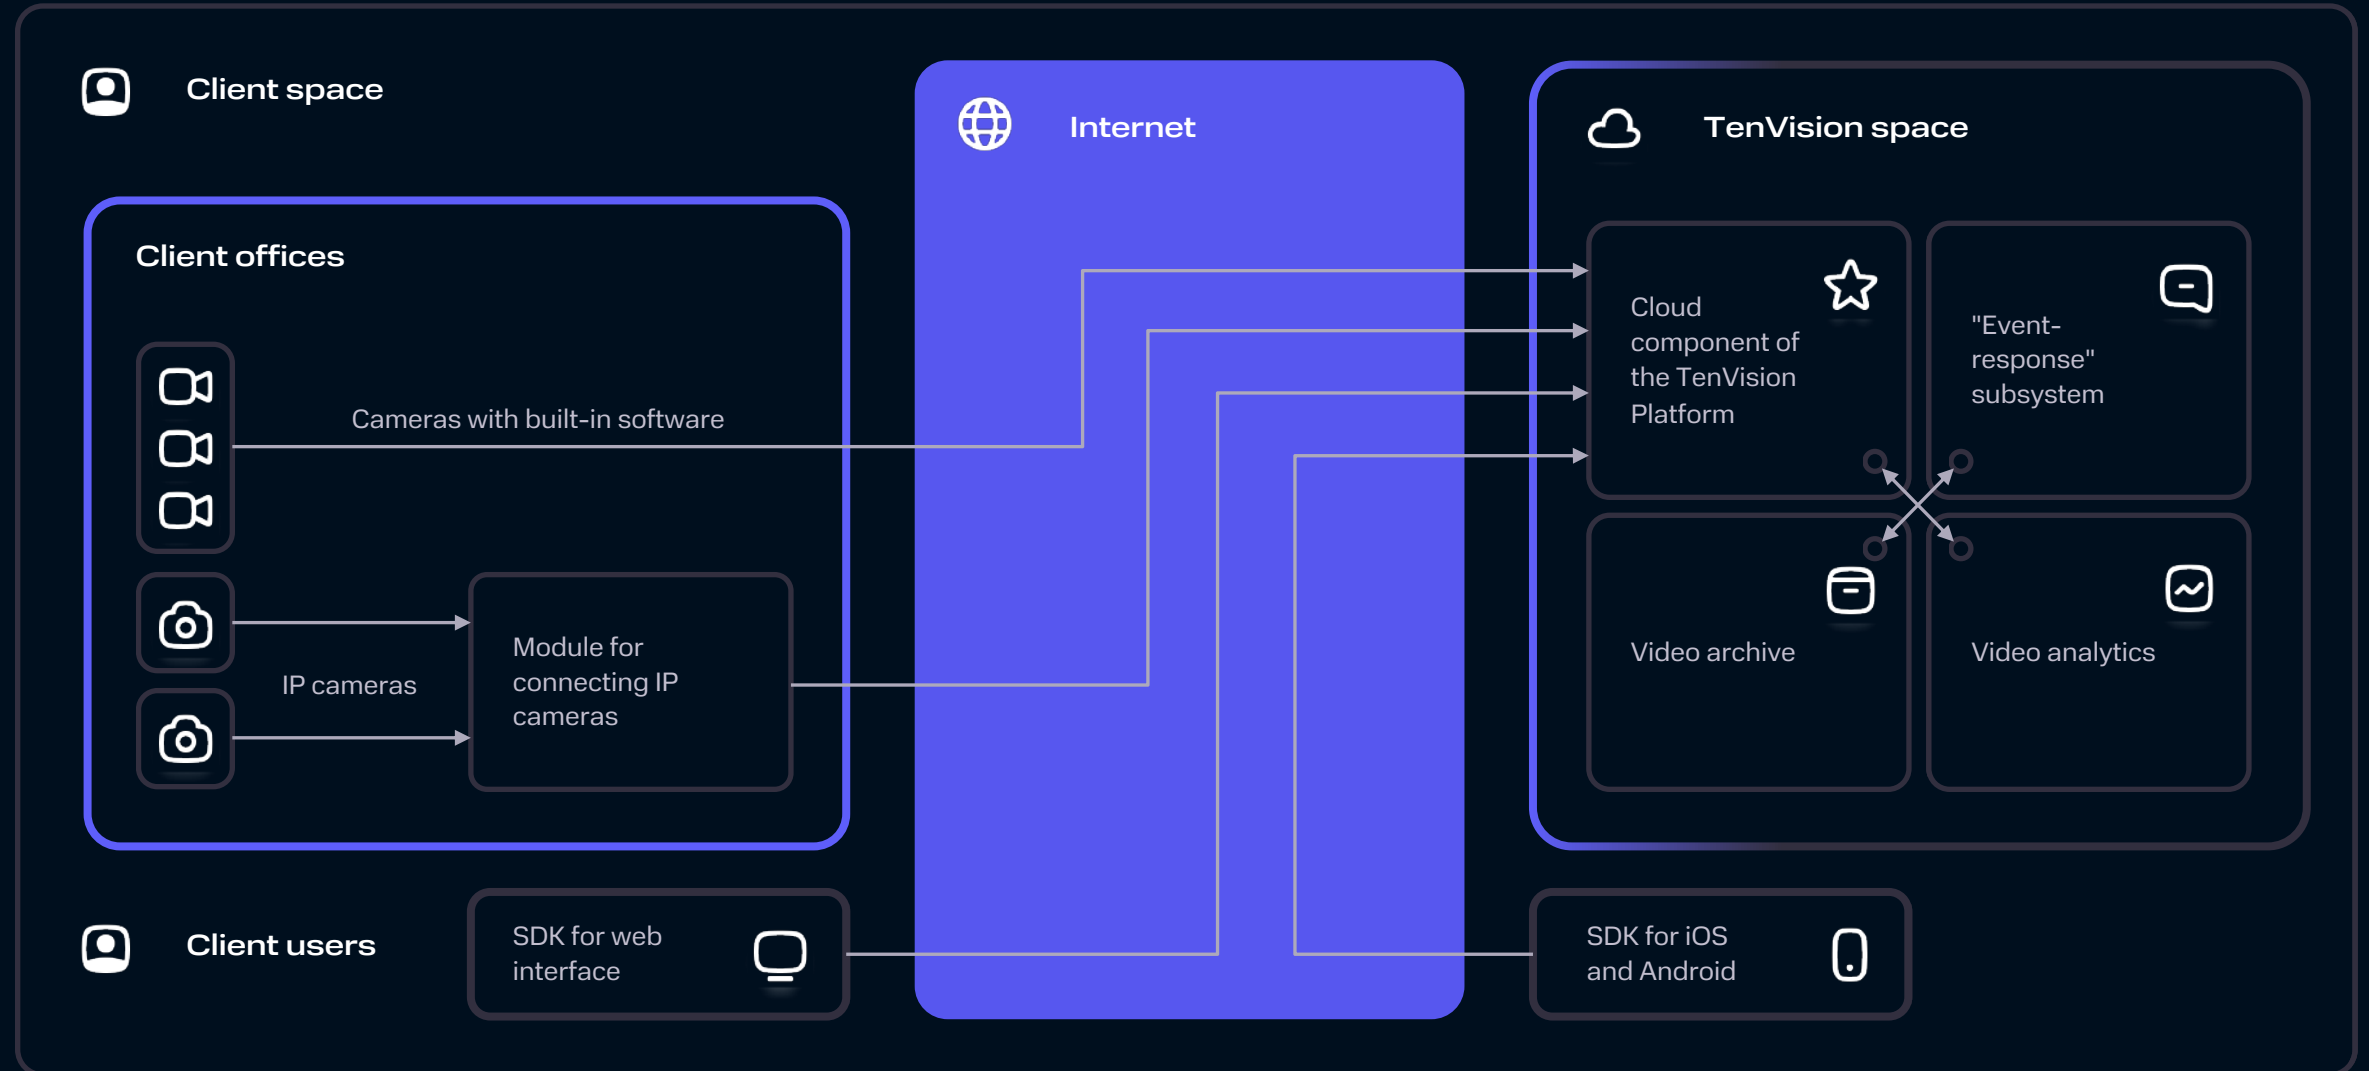 Client space
Internet
TenVision space
Client offices
Cameras with built-in software
IP cameras
Module for
connecting IP
cameras
Cloud
component of
the TenVision
Platform
"Event-
response"
subsystem
Video archive
Video analytics
Client users
SDK for web
interface
SDK for iOS
and Android